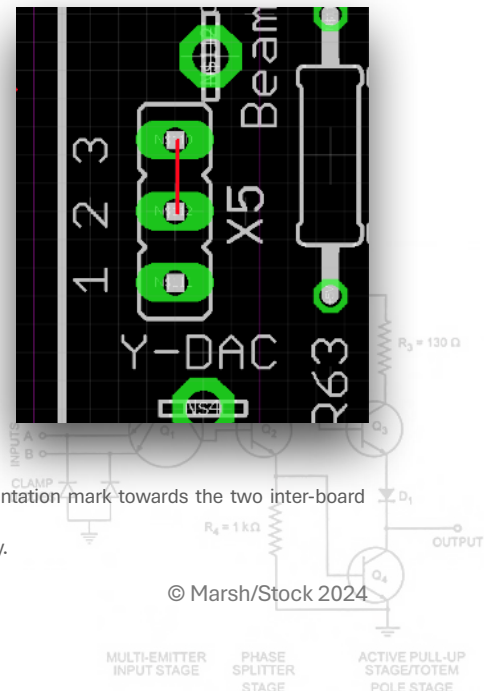 Beam
3
2
1
X5
Y-DAC
R63
R₃ = 130 Ω
INPUTS
A
B
Q₁
Q₂
Q₃
CLAMP
ntation mark towards the two inter-board
D₁
R₄ = 1 kΩ
y.
OUTPUT
Q₄
© Marsh/Stock 2024
MULTI-EMITTER
INPUT STAGE
PHASE
SPLITTER
STAGE
ACTIVE PULL-UP
STAGE/TOTEM
POLE STAGE